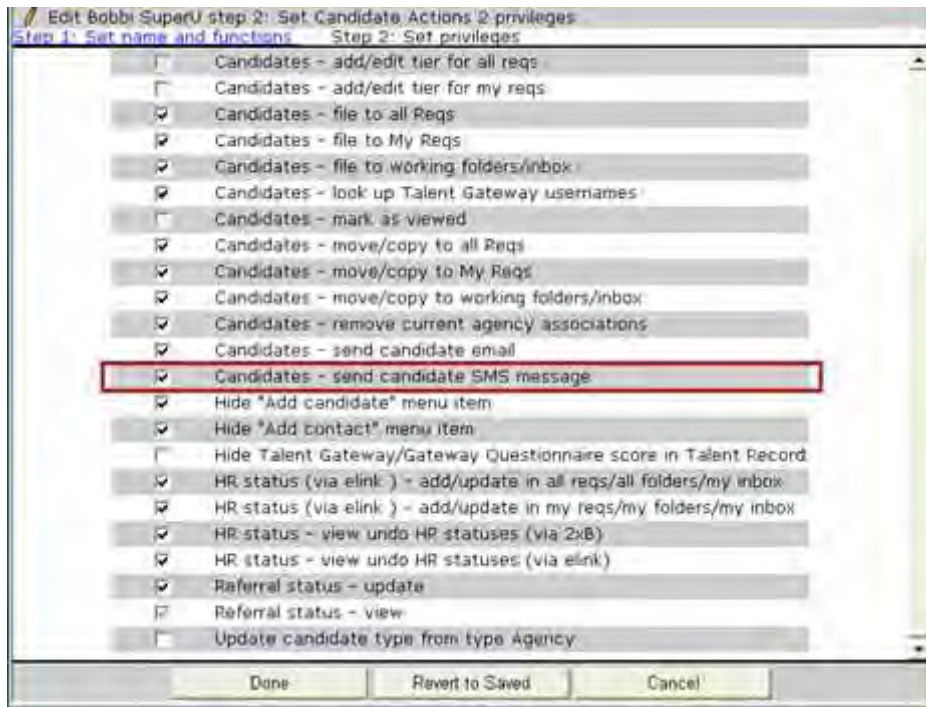 Edit Bobbi SuperU step 2: Set Candidate Actions 2 privileges
Step 1: Set name and functions Step 2: Set privileges
Candidates - add/edit tier for all reqs
Candidates - add/edit tier for my reqs
Candidates - file to all Reqs
Candidates - file to My Reqs
Candidates - file to working folders/inbox
Candidates - look up Talent Gateway usernames
Candidates - mark as viewed
Candidates - move/copy to all Reqs
Candidates - move/copy to My Reqs
Candidates - move/copy to working folders/inbox
Candidates - remove current agency associations
Candidates - send candidate email
Candidates - send candidate SMS message
Hide "Add candidate" menu item
Hide "Add contact" menu item
Hide Talent Gateway/Gateway Questionnaire score in Talent Record
HR status (via elink ) - add/update in all reqs/all folders/my inbox
HR status (via elink ) - add/update in my reqs/my folders/my inbox
HR status - view undo HR statuses (via 2xB)
HR status - view undo HR statuses (via elink)
Referral status - update
Referral status - view
Update candidate type from type Agency
Done Revert to Saved Cancel